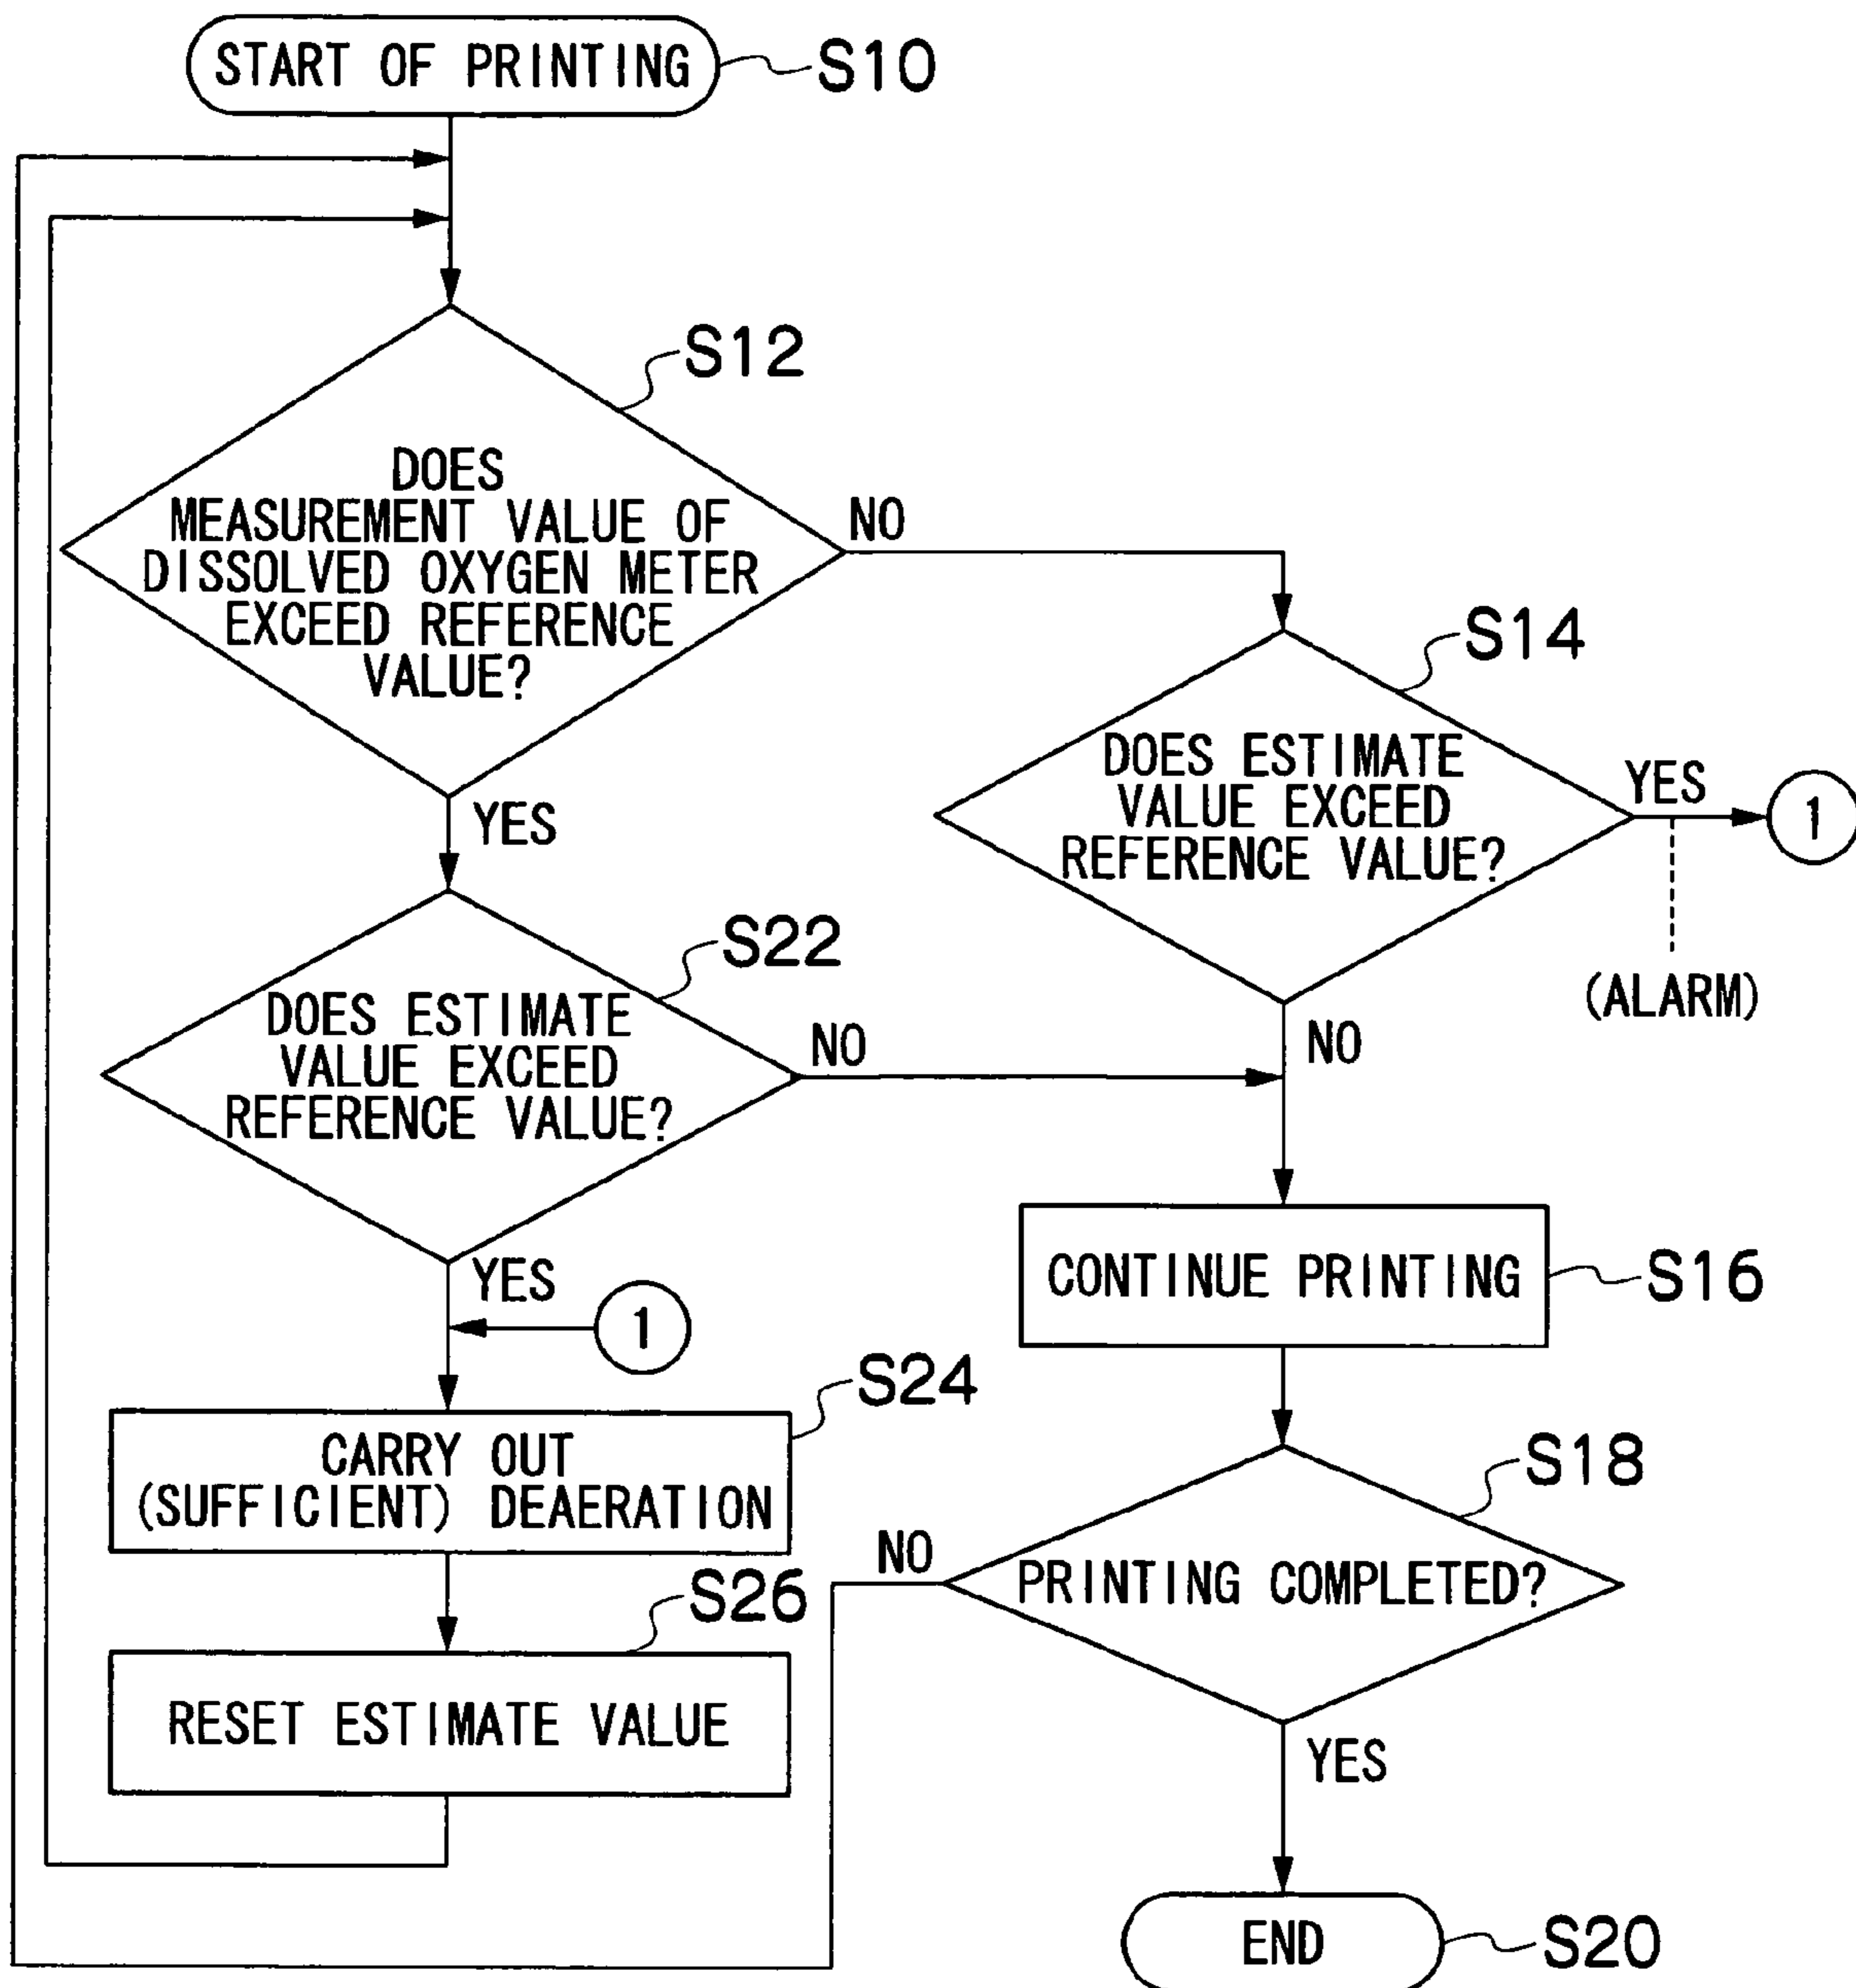 START OF PRINTING
S10
S12
DOES
MEASUREMENT VALUE OF
DISSOLVED OXYGEN METER
EXCEED REFERENCE
VALUE?
NO
YES
S14
DOES ESTIMATE
VALUE EXCEED
REFERENCE VALUE?
YES
1
(ALARM)
NO
S22
DOES ESTIMATE
VALUE EXCEED
REFERENCE VALUE?
NO
YES
1
CONTINUE PRINTING
S16
S24
CARRY OUT
(SUFFICIENT) DEAERATION
S18
PRINTING COMPLETED?
NO
YES
S26
RESET ESTIMATE VALUE
END
S20